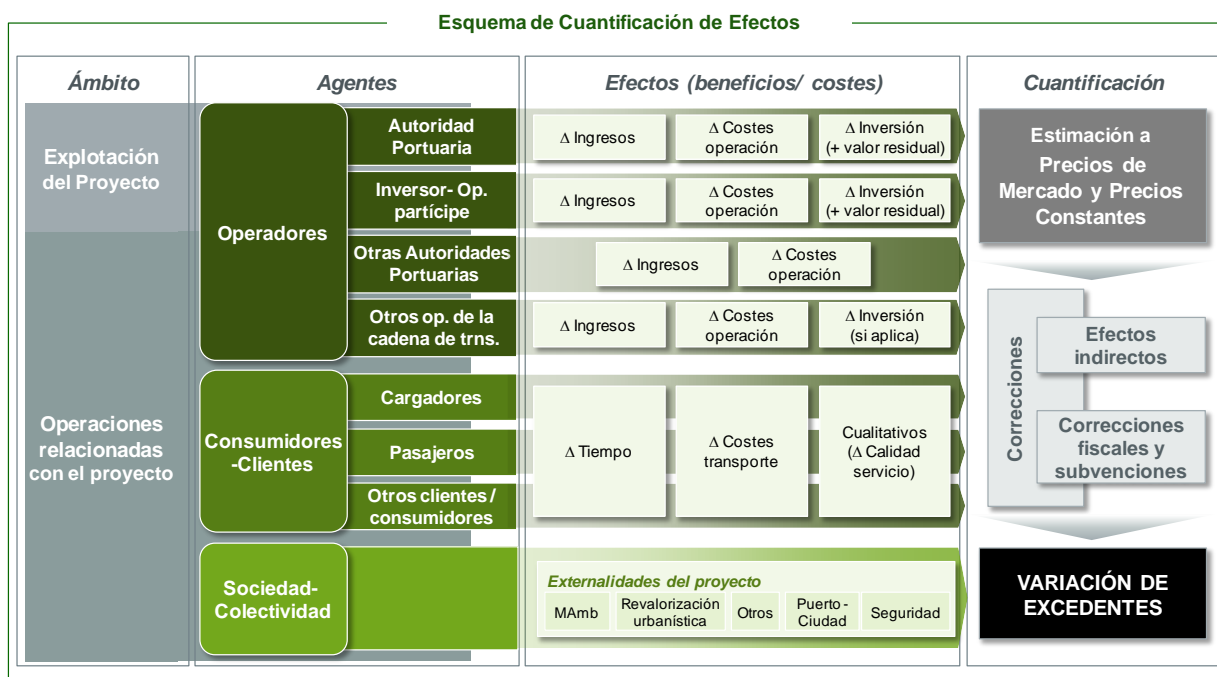 Esquema de Cuantificación de Efectos
Ámbito
Agentes
Efectos (beneficios/ costes)
Cuantificación
Explotación
del Proyecto
Operaciones
relacionadas
con el proyecto
Operadores
Autoridad
Portuaria
∆ Ingresos
∆ Costes
operación
∆ Inversión
(+ valor residual)
Inversor- Op.
partícipe
∆ Ingresos
∆ Costes
operación
∆ Inversión
(+ valor residual)
Otras Autoridades
Portuarias
∆ Ingresos
∆ Costes
operación
Otros op. de la
cadena de trns.
∆ Ingresos
∆ Costes
operación
∆ Inversión
(si aplica)
Consumidores
-Clientes
Cargadores
Pasajeros
Otros clientes /
consumidores
∆ Tiempo
∆ Costes
transporte
Cualitativos
(∆ Calidad
servicio)
Sociedad-
Colectividad
Externalidades del proyecto
MAmb
Revalorización
urbanística
Otros
Puerto -
Ciudad
Seguridad
Estimación a
Precios de
Mercado y Precios
Constantes
Correcciones
Efectos
indirectos
Correcciones
fiscales y
subvenciones
VARIACIÓN DE
EXCEDENTES